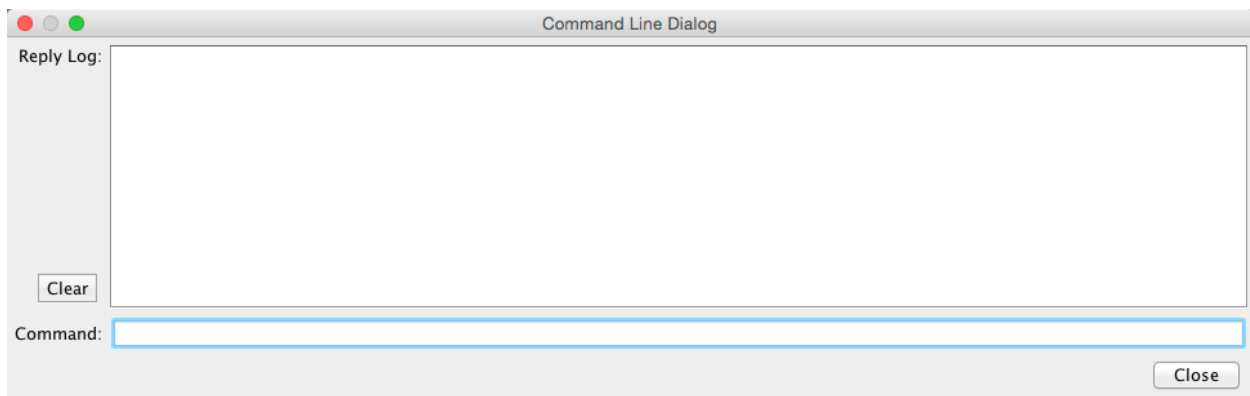 Command Line Dialog
Reply Log:
Clear
Command:
Close